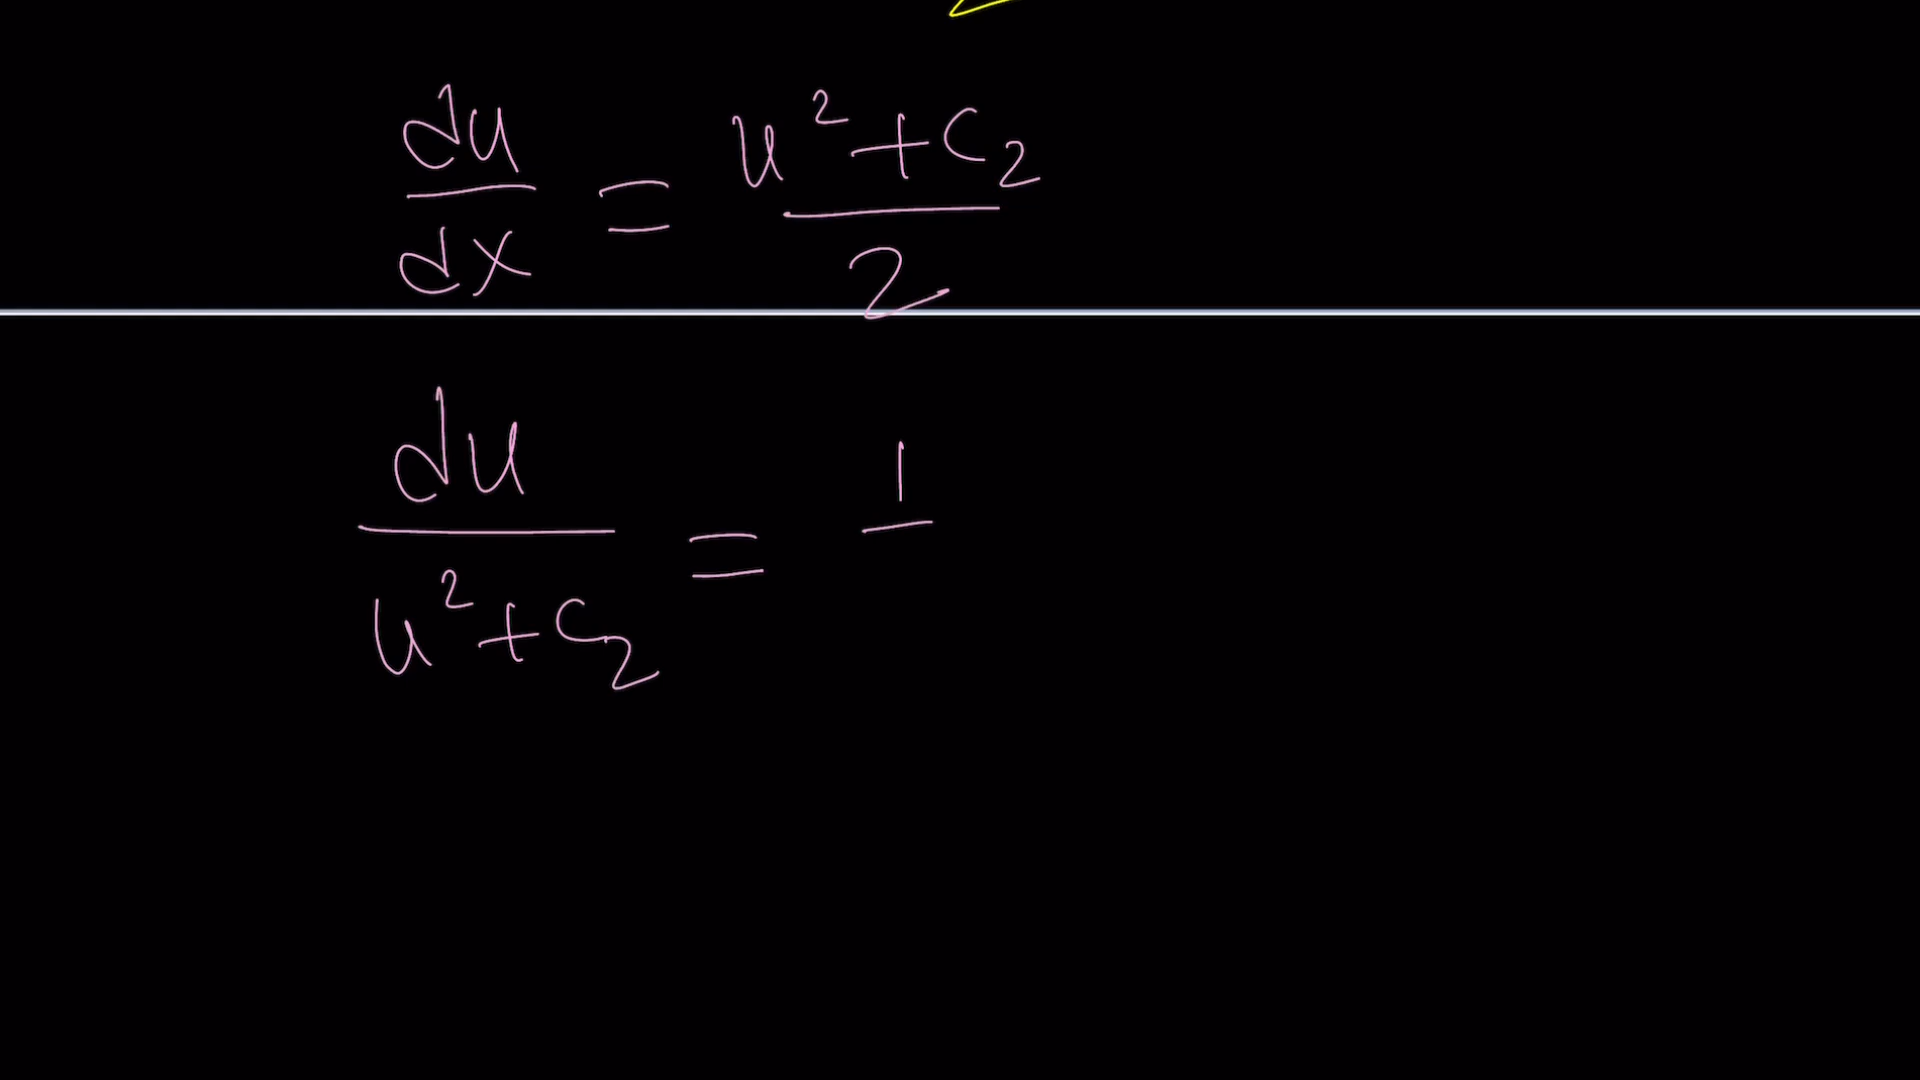 du/dx = (u² + c₂)/2
du/(u² + c₂) = 1/